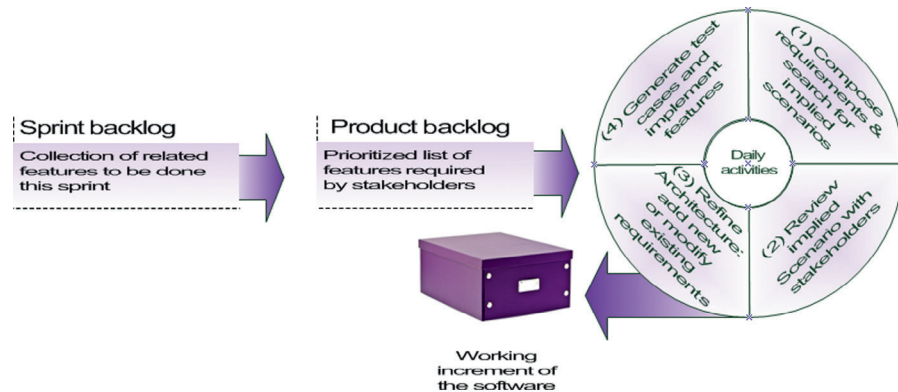 Sprint backlog
Collection of related
features to be done
this sprint
Product backlog
Prioritized list of
features required
by stakeholders
(1) Compose
requirements &
search for
implied
scenarios
(2) Review
implied
Scenario with
stakeholders
(3) Refine
Architecture:
add new
or modify
existing
requirements
(4) Generate test
cases and
implement
features
Daily
activities
Working
increment
of the software